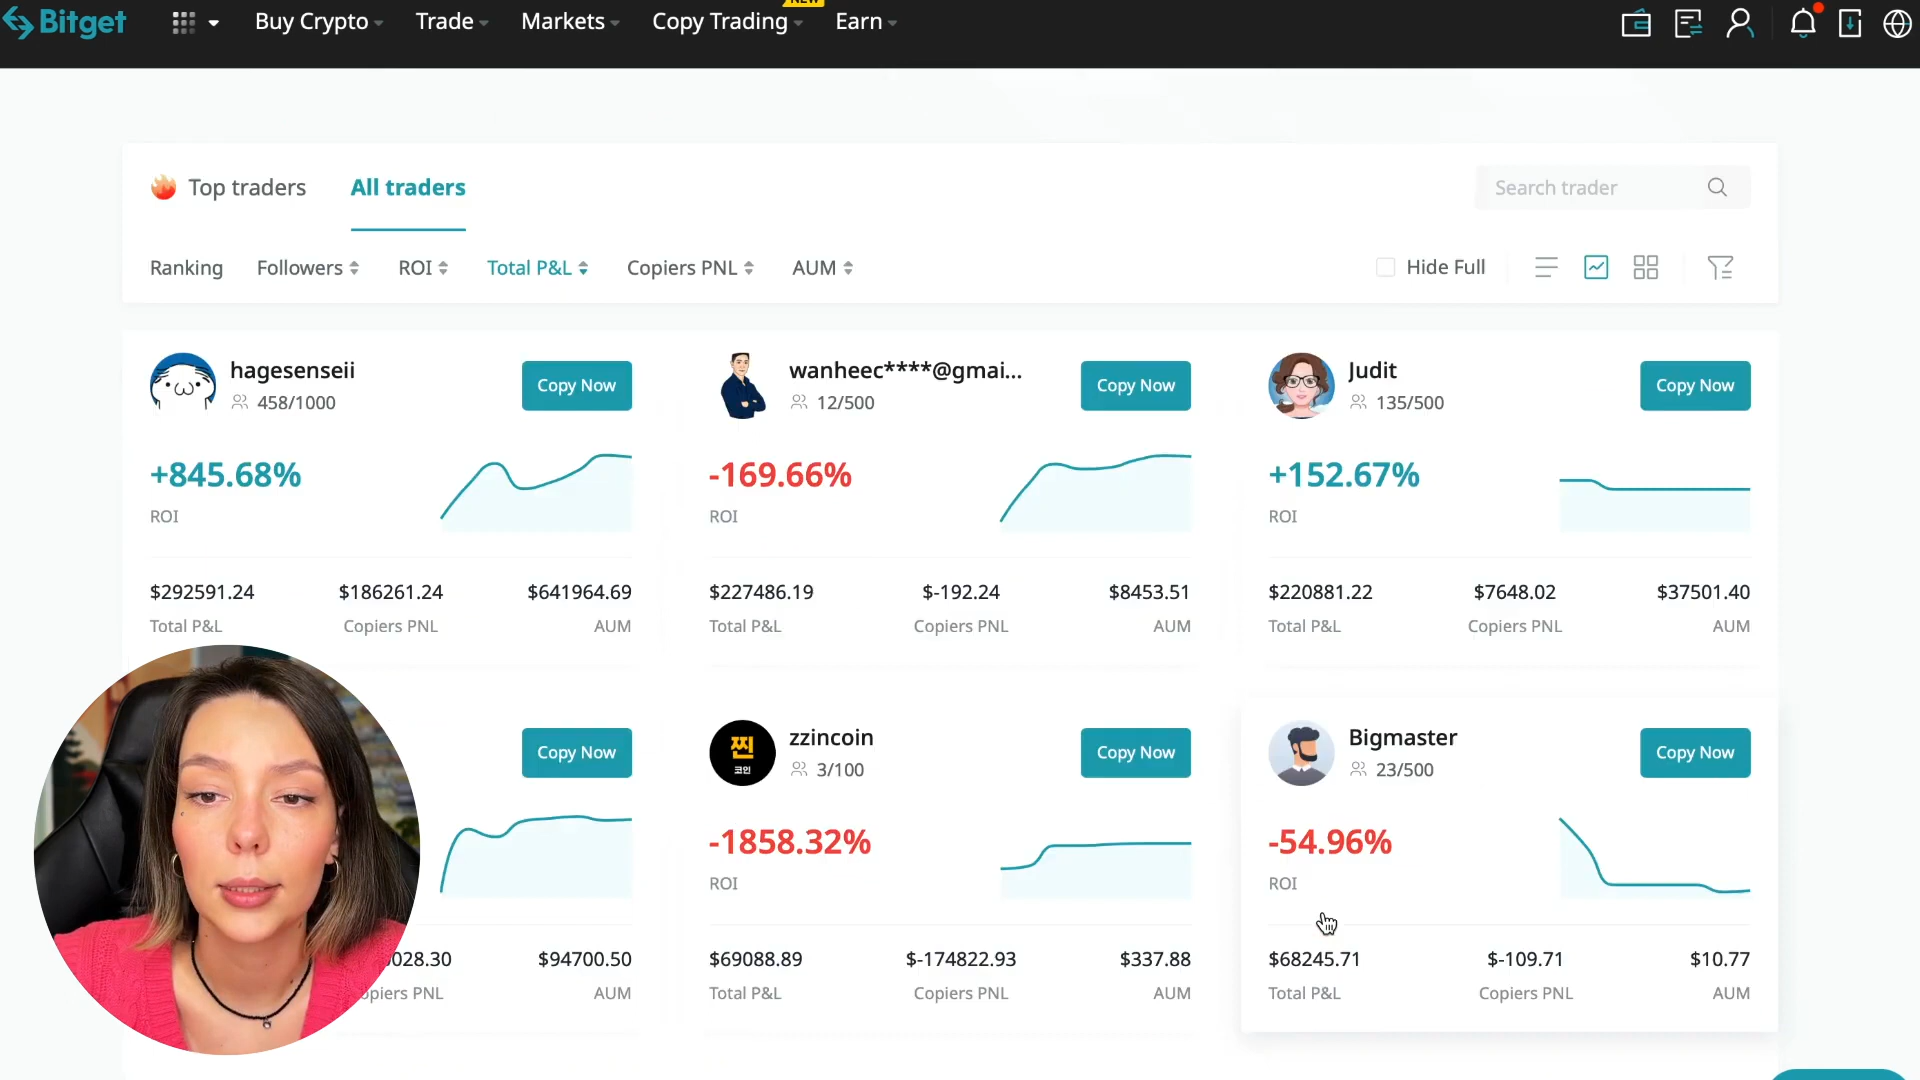 Bitget
Buy Crypto
Trade
Markets
Copy Trading
NEW
Earn
Top traders
All traders
Search trader
Ranking
Followers
ROI
Total P&L
Copiers PNL
AUM
Hide Full
hagesenseii
458/1000
Copy Now
+845.68%
ROI
$292591.24
$186261.24
$641964.69
Total P&L
Copiers PNL
AUM
wanheec****@gmai...
12/500
Copy Now
-169.66%
ROI
$227486.19
$-192.24
$8453.51
Total P&L
Copiers PNL
AUM
Judit
135/500
Copy Now
+152.67%
ROI
$220881.22
$7648.02
$37501.40
Total P&L
Copiers PNL
AUM
Copy Now
028.30
$94700.50
opiers PNL
AUM
찐
코인
zzincoin
3/100
Copy Now
-1858.32%
ROI
$69088.89
$-174822.93
$337.88
Total P&L
Copiers PNL
AUM
Bigmaster
23/500
Copy Now
-54.96%
ROI
$68245.71
$-109.71
$10.77
Total P&L
Copiers PNL
AUM